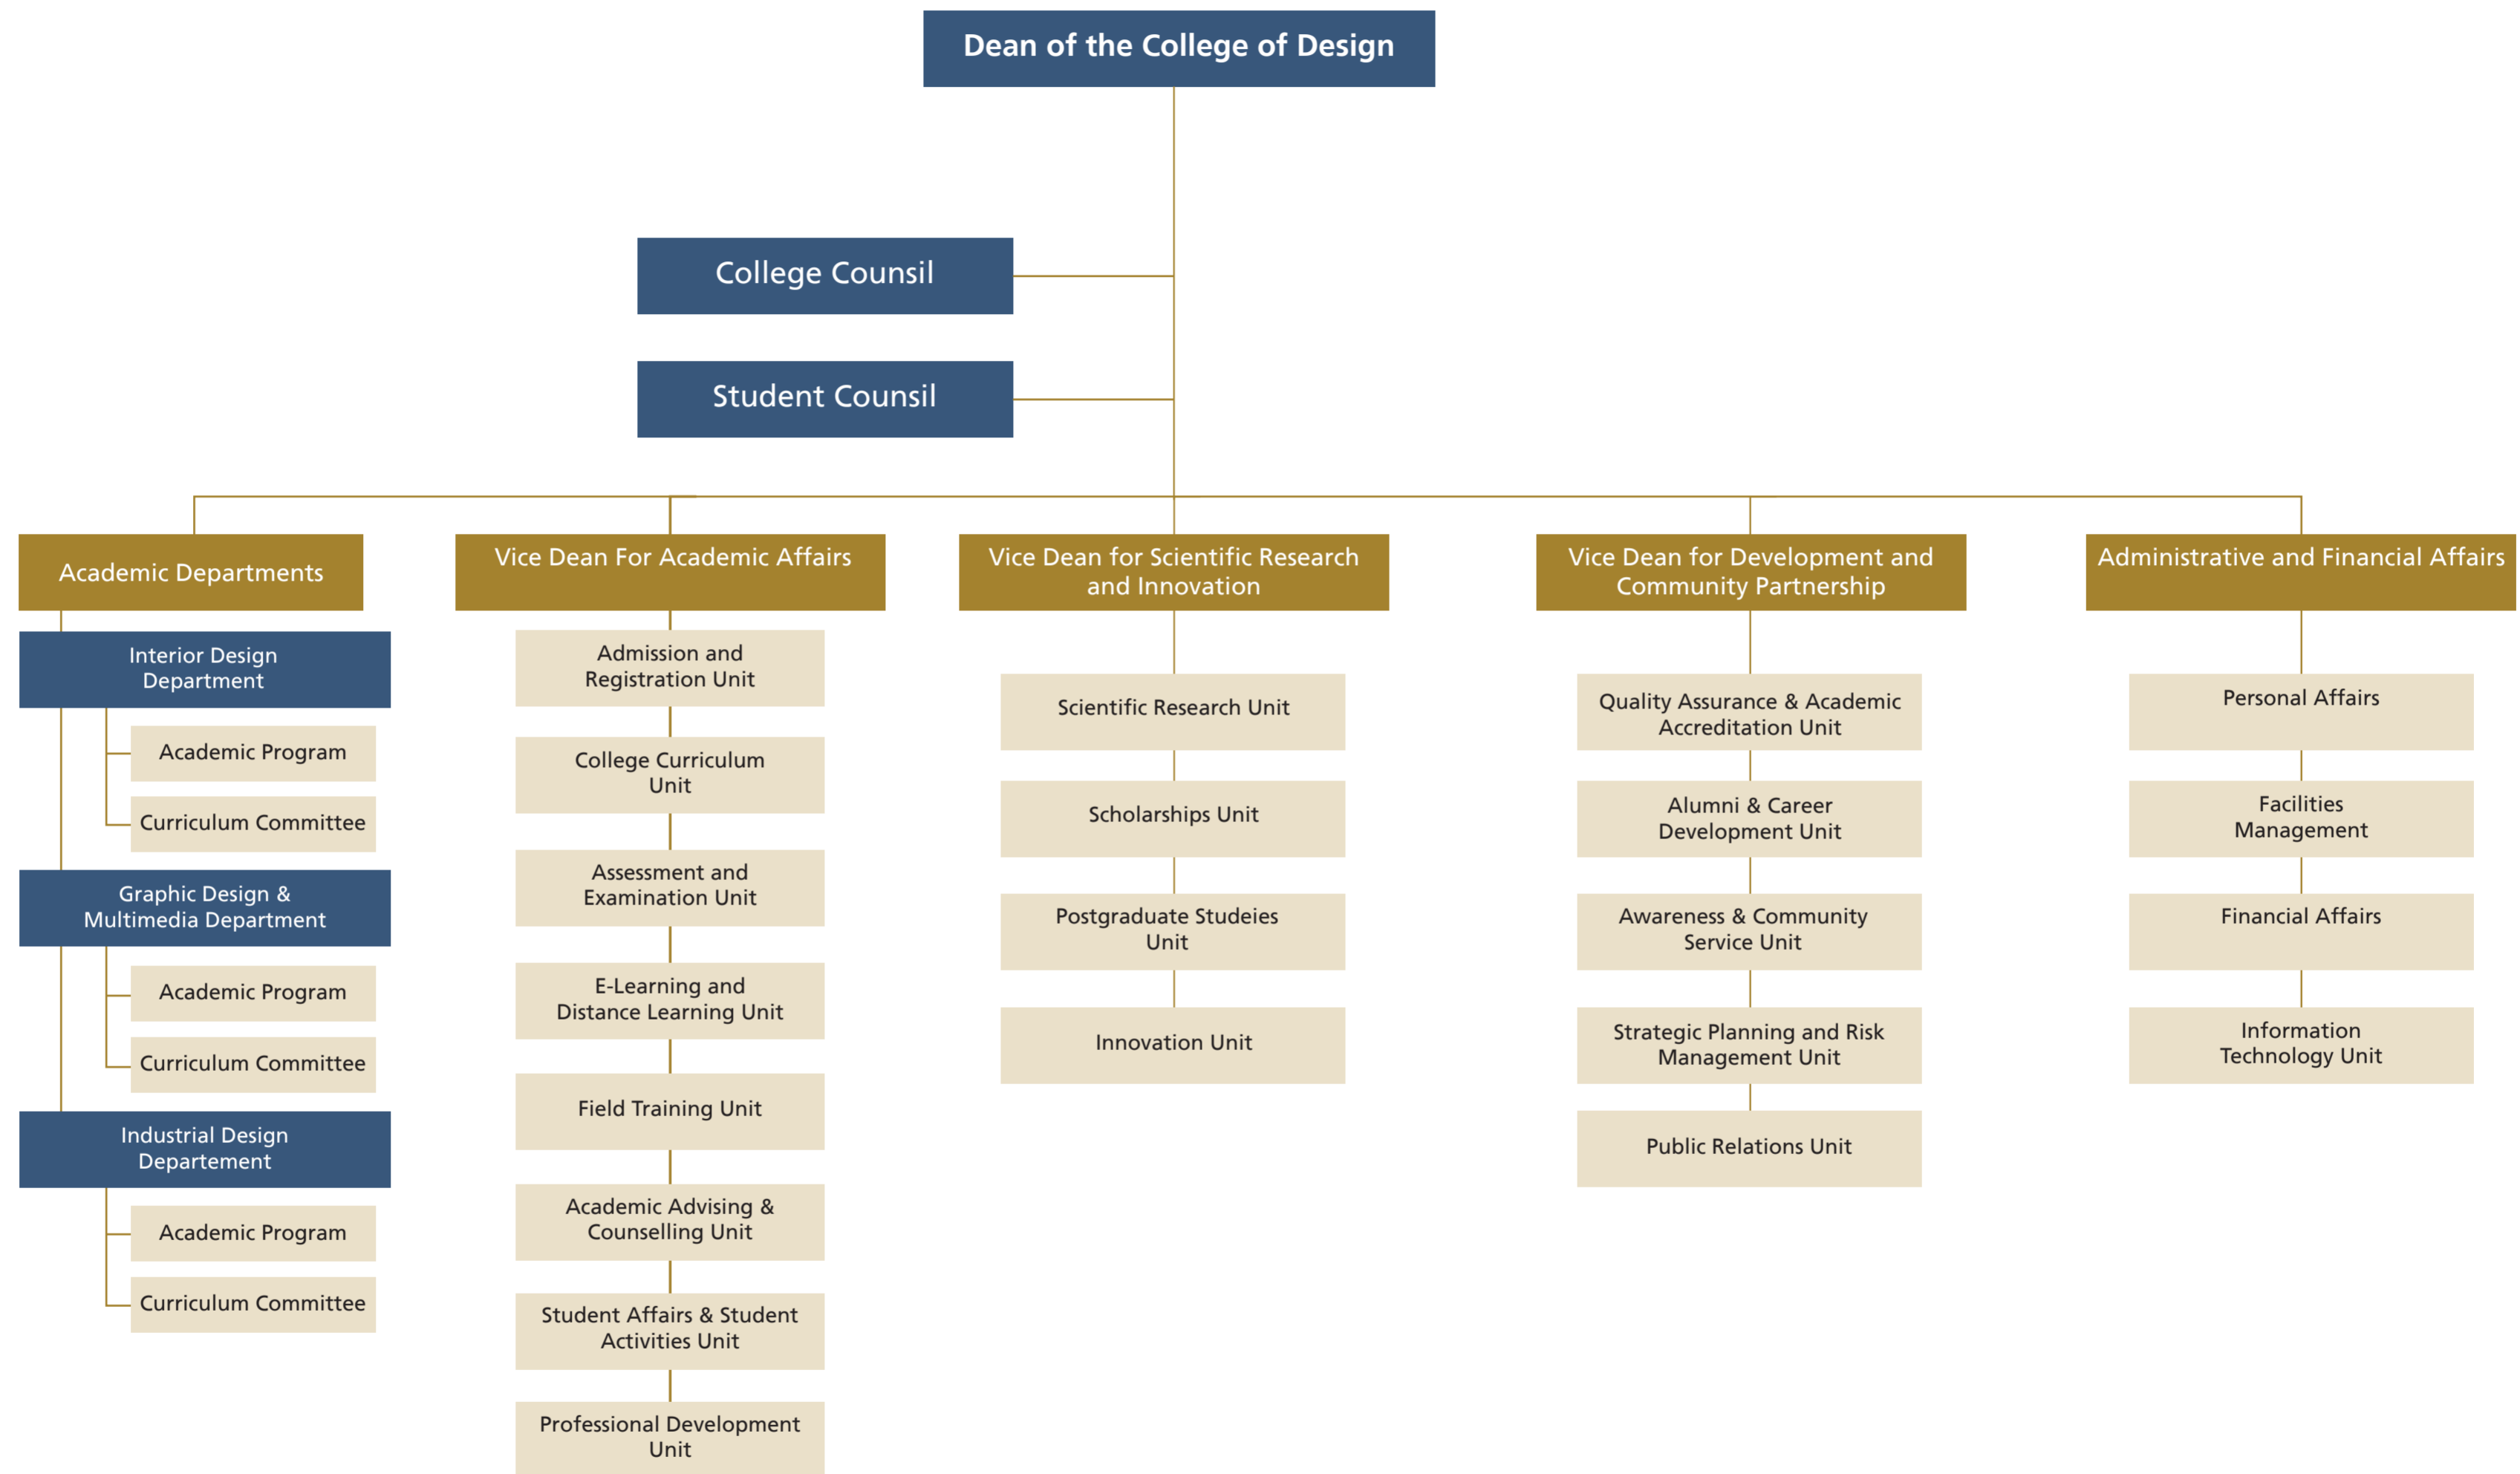 Dean of the College of Design
College Counsil
Student Counsil
Academic Departments
Interior Design
Department
Academic Program
Curriculum Committee
Graphic Design &
Multimedia Department
Academic Program
Curriculum Committee
Industrial Design
Departement
Academic Program
Curriculum Committee
Vice Dean For Academic Affairs
Admission and
Registration Unit
College Curriculum
Unit
Assessment and
Examination Unit
E-Learning and
Distance Learning Unit
Field Training Unit
Academic Advising &
Counselling Unit
Student Affairs & Student
Activities Unit
Professional Development
Unit
Vice Dean for Scientific Research
and Innovation
Scientific Research Unit
Scholarships Unit
Postgraduate Studeies
Unit
Innovation Unit
Vice Dean for Development and
Community Partnership
Quality Assurance & Academic
Accreditation Unit
Alumni & Career
Development Unit
Awareness & Community
Service Unit
Strategic Planning and Risk
Management Unit
Public Relations Unit
Administrative and Financial Affairs
Personal Affairs
Facilities
Management
Financial Affairs
Information
Technology Unit